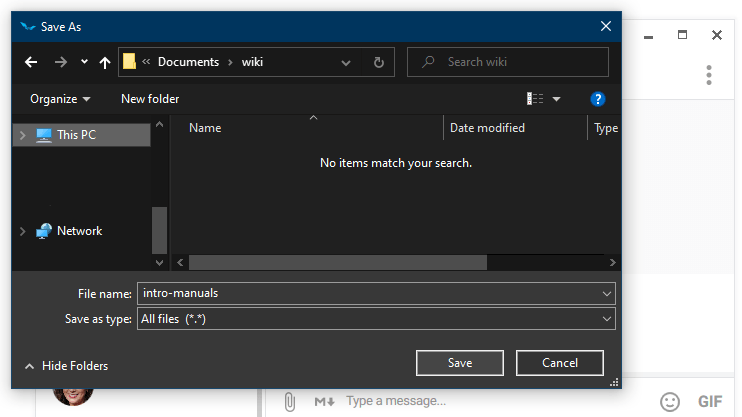 Save As
« Documents › wiki
Search wiki
Organize
New folder
?
Name
Date modified
Type
This PC
No items match your search.
Network
File name: intro-manuals
Save as type: All files (*.*)
Hide Folders
Save
Cancel
M↓
Type a message...
GIF